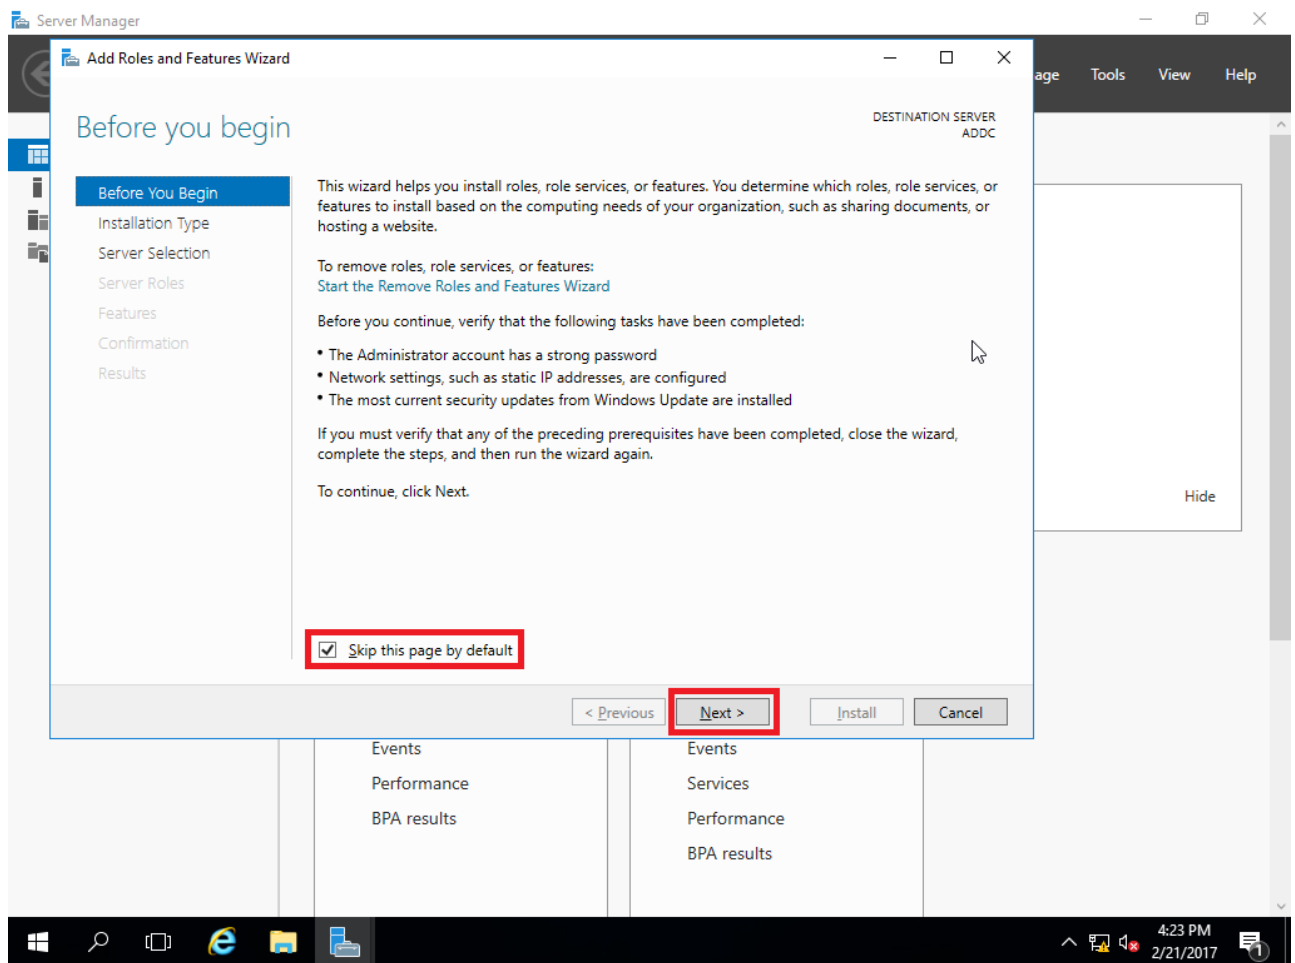 Server Manager
Add Roles and Features Wizard
age Tools View Help
Before you begin
DESTINATION SERVER
ADDC
Before You Begin
Installation Type
Server Selection
Server Roles
Features
Confirmation
Results
This wizard helps you install roles, role services, or features. You determine which roles, role services, or
features to install based on the computing needs of your organization, such as sharing documents, or
hosting a website.
To remove roles, role services, or features:
Start the Remove Roles and Features Wizard
Before you continue, verify that the following tasks have been completed:
• The Administrator account has a strong password
• Network settings, such as static IP addresses, are configured
• The most current security updates from Windows Update are installed
If you must verify that any of the preceding prerequisites have been completed, close the wizard,
complete the steps, and then run the wizard again.
To continue, click Next.
Hide
Skip this page by default
< Previous Next > Install Cancel
Events
Performance
BPA results
Events
Services
Performance
BPA results
4:23 PM
2/21/2017
1